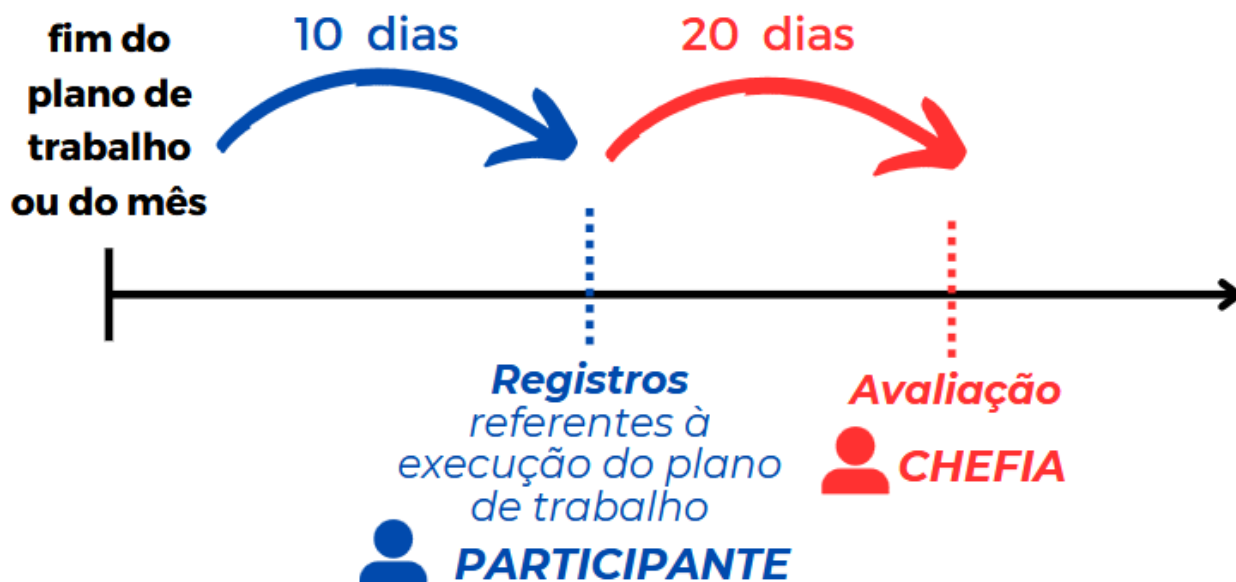 fim do
plano de
trabalho
ou do mês
10 dias
20 dias
Registros
referentes à
execução do plano
de trabalho
PARTICIPANTE
Avaliação
CHEFIA